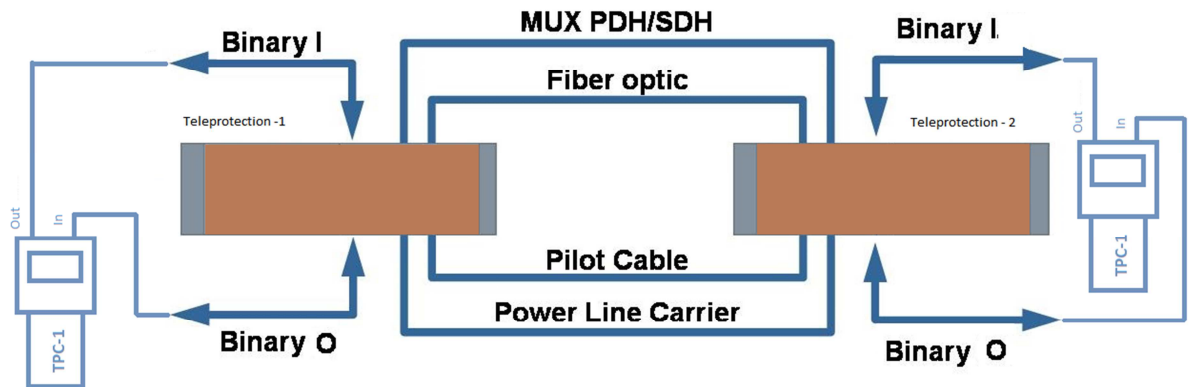 MUX PDH/SDH
Binary I
Binary I.
Fiber optic
Teleprotection -1
Teleprotection - 2
Out
In
Out
In
TPC-1
Pilot Cable
Power Line Carrier
Binary O
Binary O
TPC-1